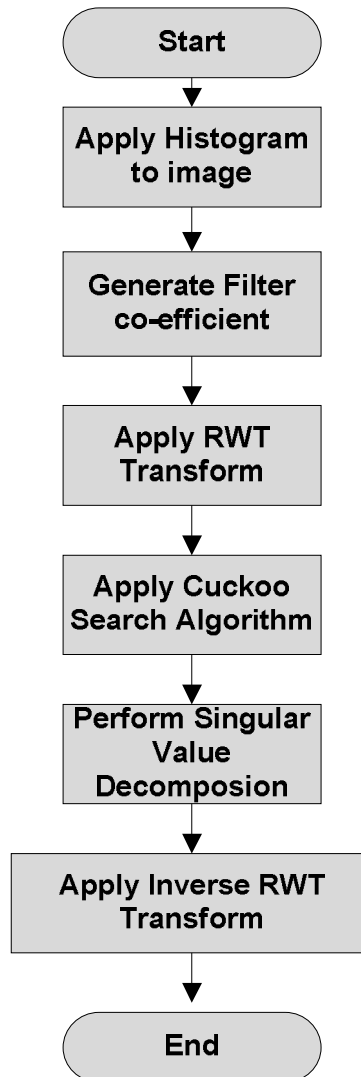 Start
Apply Histogram
to image
Generate Filter
co-efficient
Apply RWT
Transform
Apply Cuckoo
Search Algorithm
Perform Singular
Value
Decomposion
Apply Inverse RWT
Transform
End